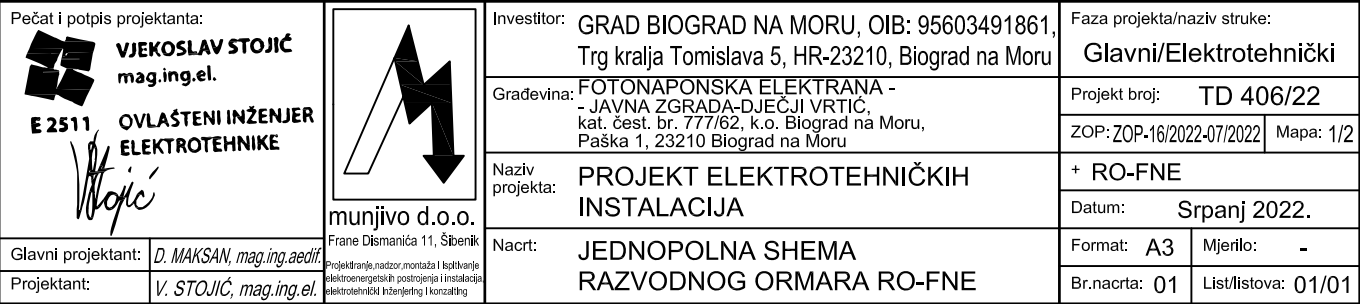 Pečat i potpis projektanta:
VJEKOSLAV STOJIĆ
mag.ing.el.
E 2511
OVLAŠTENI INŽENJER
ELEKTROTEHNIKE
VStojić
Glavni projektant: D. MAKSAN, mag.ing.aedif.
Projektant: V. STOJIĆ, mag.ing.el.
munjivo d.o.o.
Frane Dismanića 11, Šibenik
Projektiranje,nadzor,montaža i ispitivanje
elektroenergetskih postrojenja i instalacija,
elektrotehnički inženjering i konzalting
Investitor: GRAD BIOGRAD NA MORU, OIB: 95603491861,
Trg kralja Tomislava 5, HR-23210, Biograd na Moru
Građevina: FOTONAPONSKA ELEKTRANA -
- JAVNA ZGRADA-DJEČJI VRTIĆ,
kat. čest. br. 777/62, k.o. Biograd na Moru,
Paška 1, 23210 Biograd na Moru
Naziv
projekta:
PROJEKT ELEKTROTEHNIČKIH
INSTALACIJA
Nacrt: JEDNOPOLNA SHEMA
RAZVODNOG ORMARA RO-FNE
Faza projekta/naziv struke:
Glavni/Elektrotehnički
Projekt broj: TD 406/22
ZOP: ZOP-16/2022-07/2022 Mapa: 1/2
+ RO-FNE
Datum: Srpanj 2022.
Format: A3 Mjerilo: -
Br.nacrta: 01 List/listova: 01/01